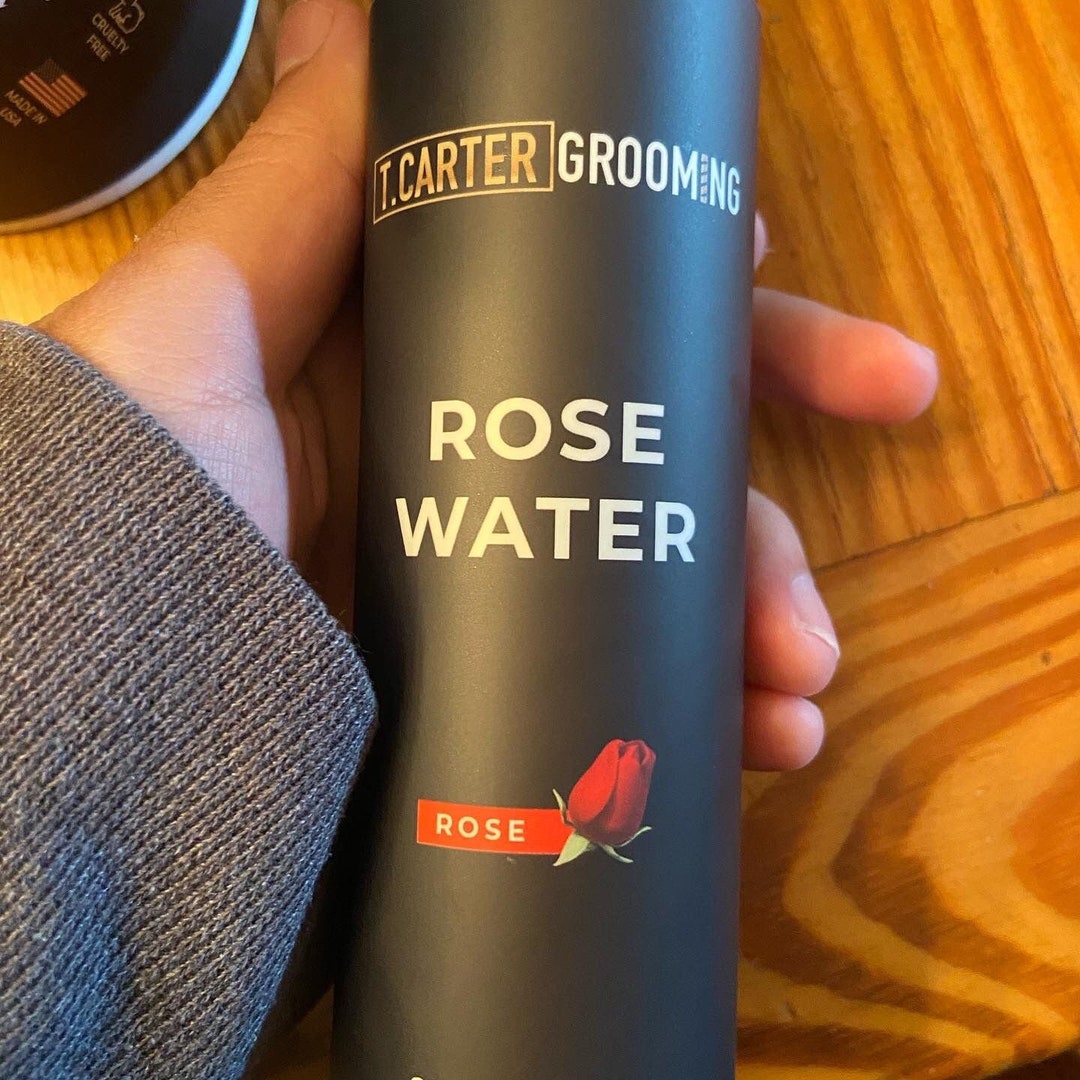 CRUELTY
FREE
MADE IN
USA
T.CARTER GROOMING
ROSE
WATER
ROSE